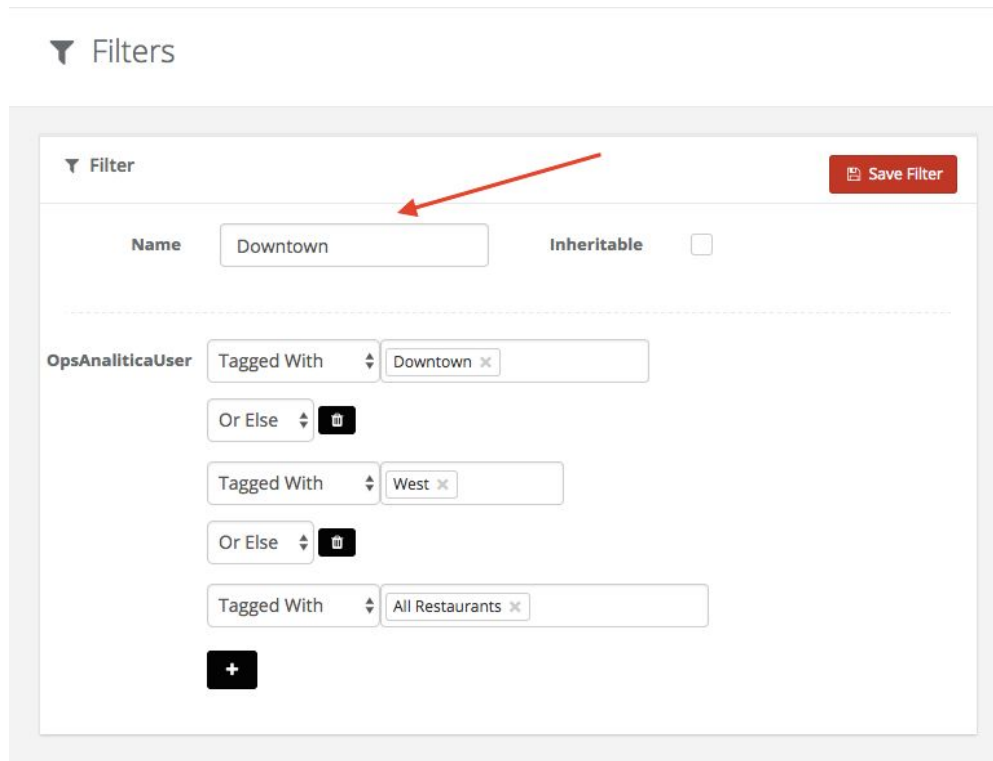 Filters
Filter
Save Filter
Name
Downtown
Inheritable
OpsAnaliticaUser
Tagged With
Downtown ×
Or Else
Tagged With
West ×
Or Else
Tagged With
All Restaurants ×
+